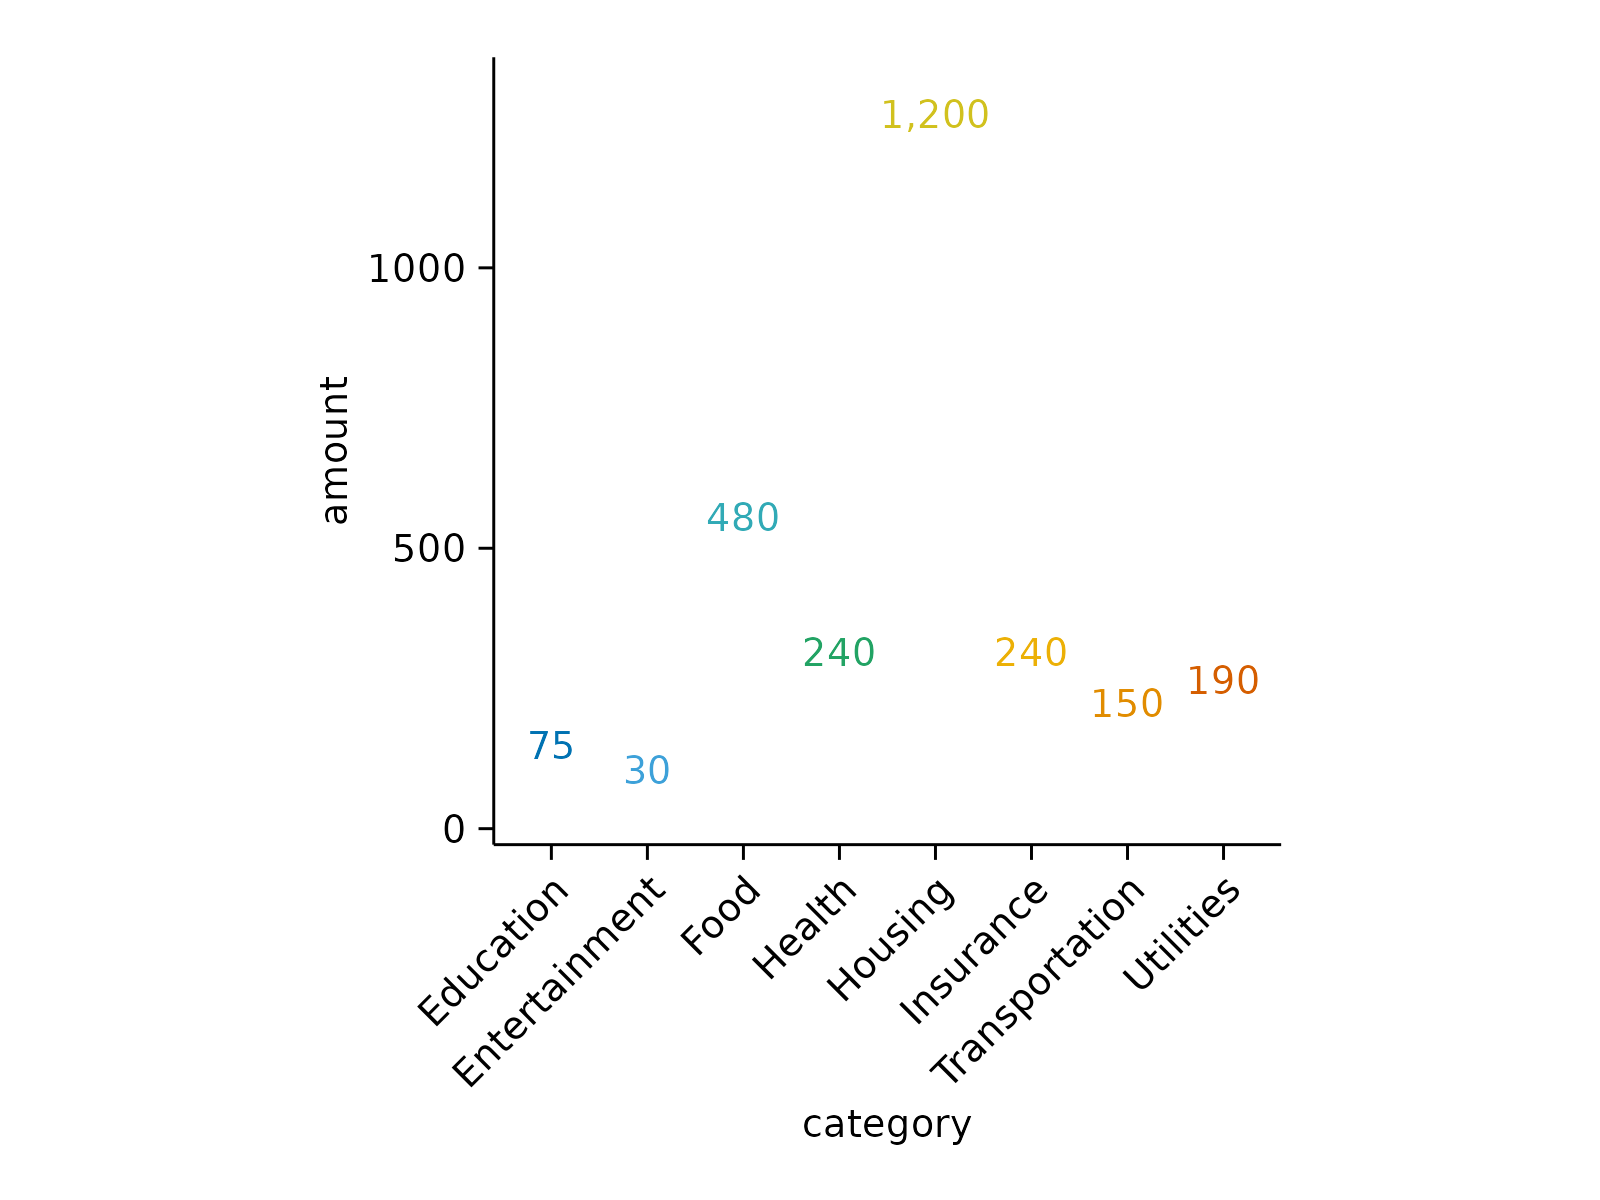 1,200
1000
amount
480
500
240
240
190
150
75
30
0
Education
Entertainment
Food
Health
Housing
Insurance
Transportation
Utilities
category